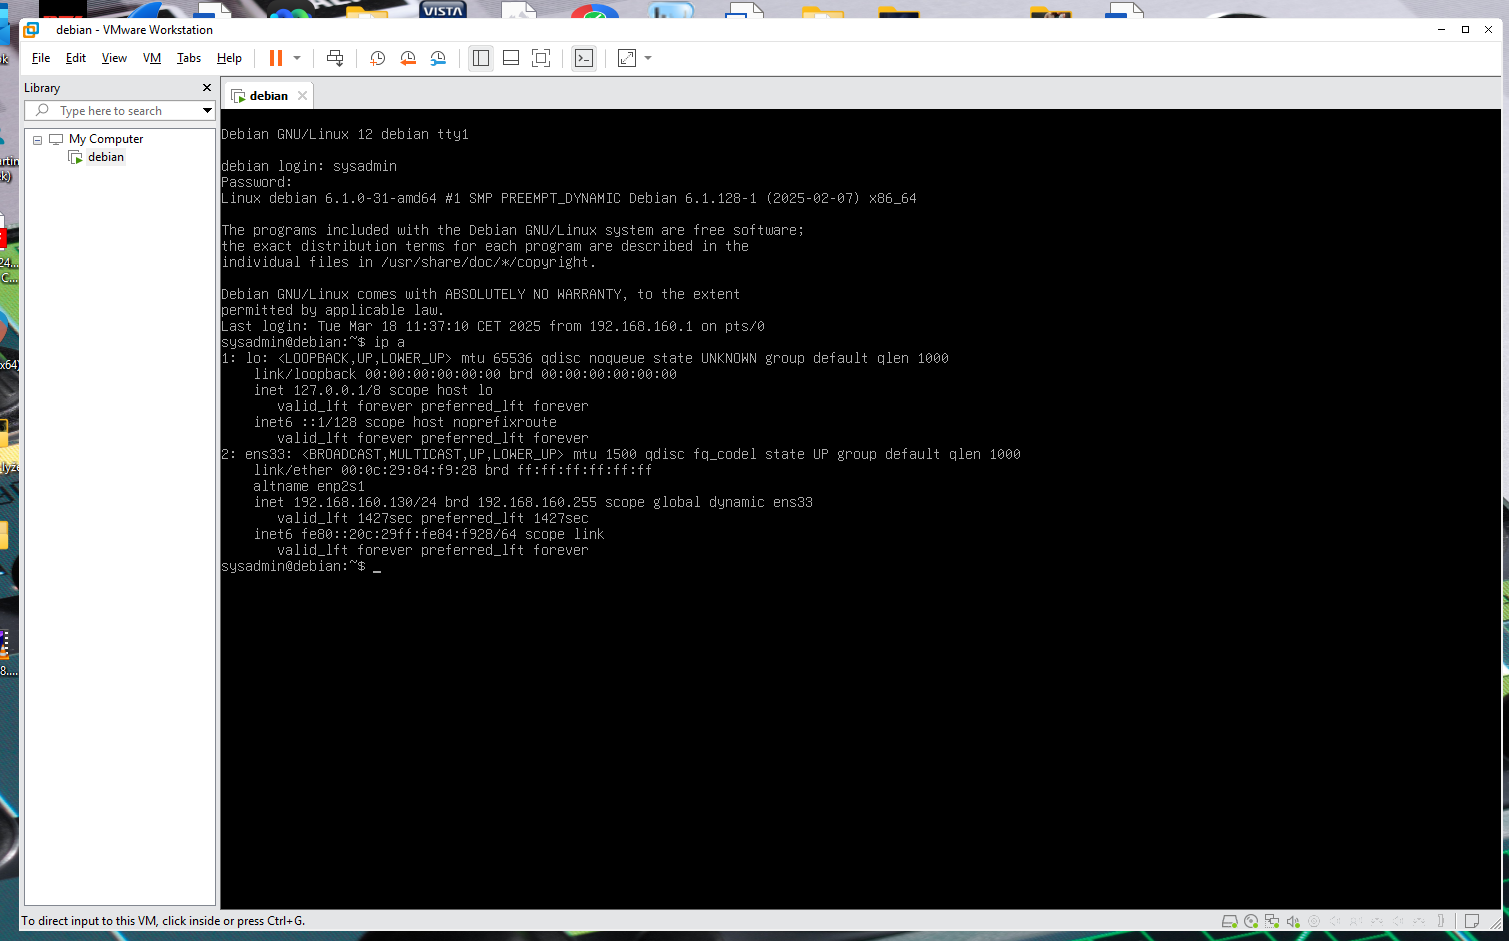 VISTA
debian - VMware Workstation
File Edit View VM Tabs Help
Library
Type here to search
My Computer
debian
debian
Debian GNU/Linux 12 debian tty1
debian login: sysadmin
Password:
Linux debian 6.1.0-31-amd64 #1 SMP PREEMPT_DYNAMIC Debian 6.1.128-1 (2025-02-07) x86_64
The programs included with the Debian GNU/Linux system are free software;
the exact distribution terms for each program are described in the
individual files in /usr/share/doc/*/copyright.
Debian GNU/Linux comes with ABSOLUTELY NO WARRANTY, to the extent
permitted by applicable law.
Last login: Tue Mar 18 11:37:10 CET 2025 from 192.168.160.1 on pts/0
sysadmin@debian:~$ ip a
1: lo: <LOOPBACK,UP,LOWER_UP> mtu 65536 qdisc noqueue state UNKNOWN group default qlen 1000
link/loopback 00:00:00:00:00:00 brd 00:00:00:00:00:00
inet 127.0.0.1/8 scope host lo
valid_lft forever preferred_lft forever
inet6 ::1/128 scope host noprefixroute
valid_lft forever preferred_lft forever
2: ens33: <BROADCAST,MULTICAST,UP,LOWER_UP> mtu 1500 qdisc fq_codel state UP group default qlen 1000
link/ether 00:0c:29:84:f9:28 brd ff:ff:ff:ff:ff:ff
altname enp2s1
inet 192.168.160.130/24 brd 192.168.160.255 scope global dynamic ens33
valid_lft 1427sec preferred_lft 1427sec
inet6 fe80::20c:29ff:fe84:f928/64 scope link
valid_lft forever preferred_lft forever
sysadmin@debian:~$ _
To direct input to this VM, click inside or press Ctrl+G.